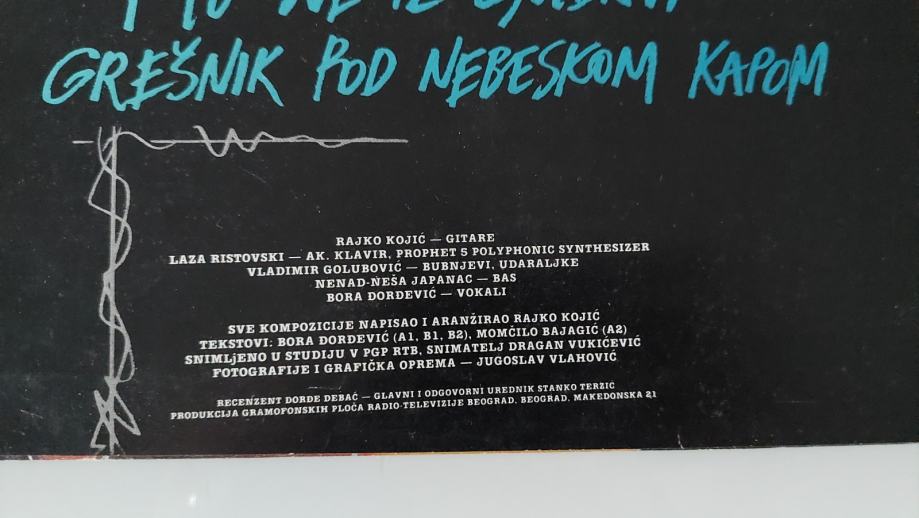 GREŠNIK POD NEBESKOM KAPOM
RAJKO KOJIĆ — GITARE
LAZA RISTOVSKI — AK. KLAVIR, PROPHET 5 POLYPHONIC SYNTHESIZER
VLADIMIR GOLUBOVIĆ — BUBNJEVI, UDARALJKE
NENAD-NEŠA JAPANAC — BAS
BORA DORĐEVIĆ — VOKALI
SVE KOMPOZICIJE NAPISAO I ARANŽIRAO RAJKO KOJIĆ
TEKSTOVI: BORA DORĐEVIĆ (A1, B1, B2), MOMČILO BAJAGIĆ (A2)
SNIMLjENO U STUDIJU V PGP RTB, SNIMATELJ DRAGAN VUKIĆEVIĆ
FOTOGRAFIJE I GRAFIČKA OPREMA — JUGOSLAV VLAHOVIĆ
RECENZENT ĐORĐE DEBAČ — GLAVNI I ODGOVORNI UREDNIK STANKO TERZIĆ
PRODUKCIJA GRAMOFONSKIH PLOČA RADIO-TELEVIZIJE BEOGRAD, BEOGRAD, MAKEDONSKA 21